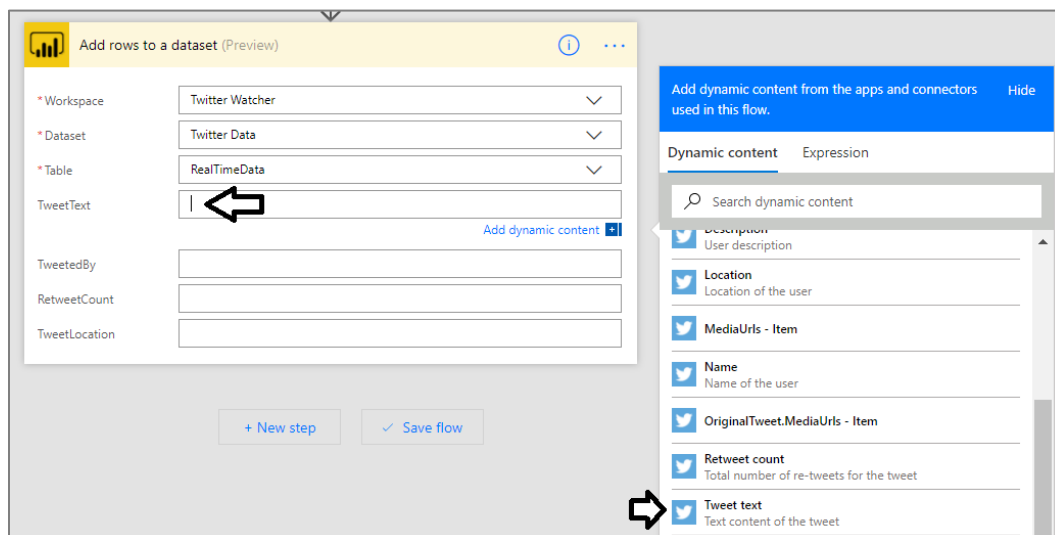 Add rows to a dataset (Preview)
* Workspace
Twitter Watcher
* Dataset
Twitter Data
* Table
RealTimeData
TweetText
Add dynamic content
TweetedBy
RetweetCount
TweetLocation
+ New step
Save flow
Add dynamic content from the apps and connectors
used in this flow.
Hide
Dynamic content
Expression
Search dynamic content
Description
User description
Location
Location of the user
MediaUrls - Item
Name
Name of the user
OriginalTweet.MediaUrls - Item
Retweet count
Total number of re-tweets for the tweet
Tweet text
Text content of the tweet